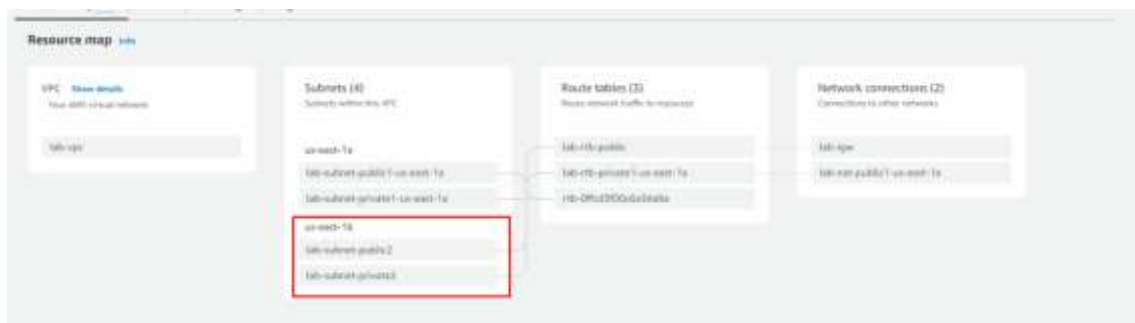 Resource map Info
VPC Show details
Your AWS virtual network
lab-vpc
Subnets (4)
Subnets within this VPC
us-east-1a
lab-subnet-public1-us-east-1a
lab-subnet-private1-us-east-1a
lab-subnet-public2
lab-subnet-private2
Route tables (3)
Route network traffic to resources
lab-rtb-public
lab-rtb-private1-us-east-1a
Network connections (2)
Connections to other networks
lab-igw
lab-nat-public1-us-east-1a